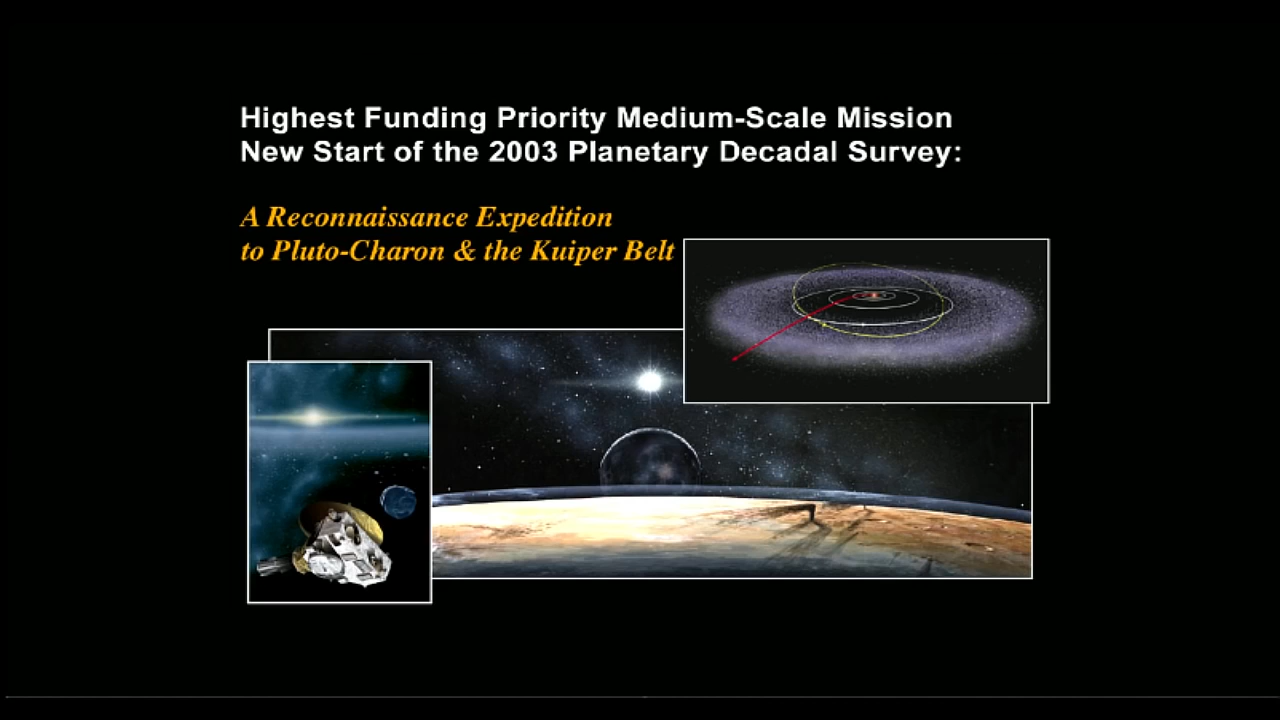 Highest Funding Priority Medium-Scale Mission
New Start of the 2003 Planetary Decadal Survey:
A Reconnaissance Expedition
to Pluto-Charon & the Kuiper Belt